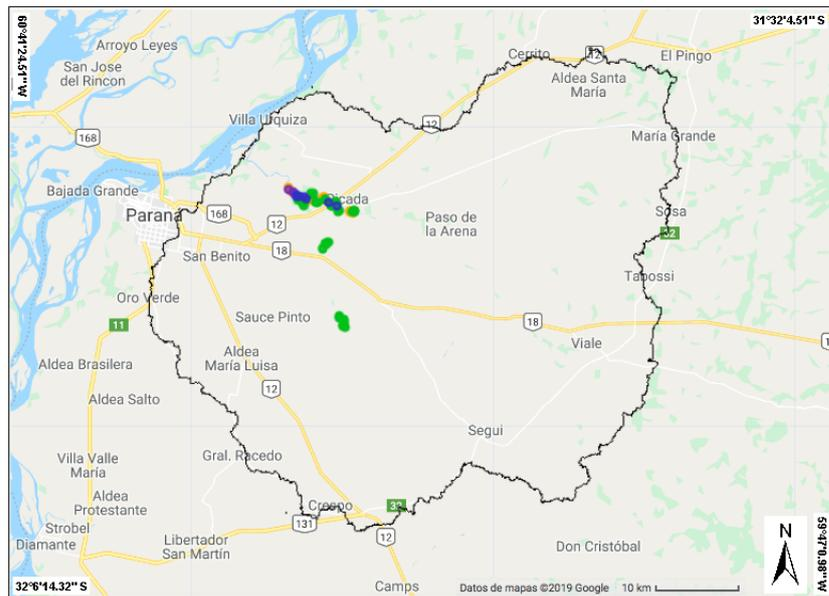 60°41'24.51" W
31°32'4.51" S
Arroyo Leyes
Cerrito
12
El Pingo
San Jose
del Rincon
Aldea Santa
María
Villa Urquiza
12
168
María Grande
Bajada Grande
Picada
Paraná
168
12
Paso de
la Arena
Sosa
32
18
San Benito
Tabossi
Oro Verde
11
Sauce Pinto
18
Viale
Aldea
María Luisa
Aldea Brasilera
12
Aldea Salto
Segui
Villa Valle
María
Gral. Racedo
Aldea
Protestante
Crespo
32
131
12
Strobel
Diamante
Libertador
San Martín
Don Cristóbal
N
59°47'0.98" W
32°6'14.32" S
Camps
Datos de mapas ©2019 Google
10 km